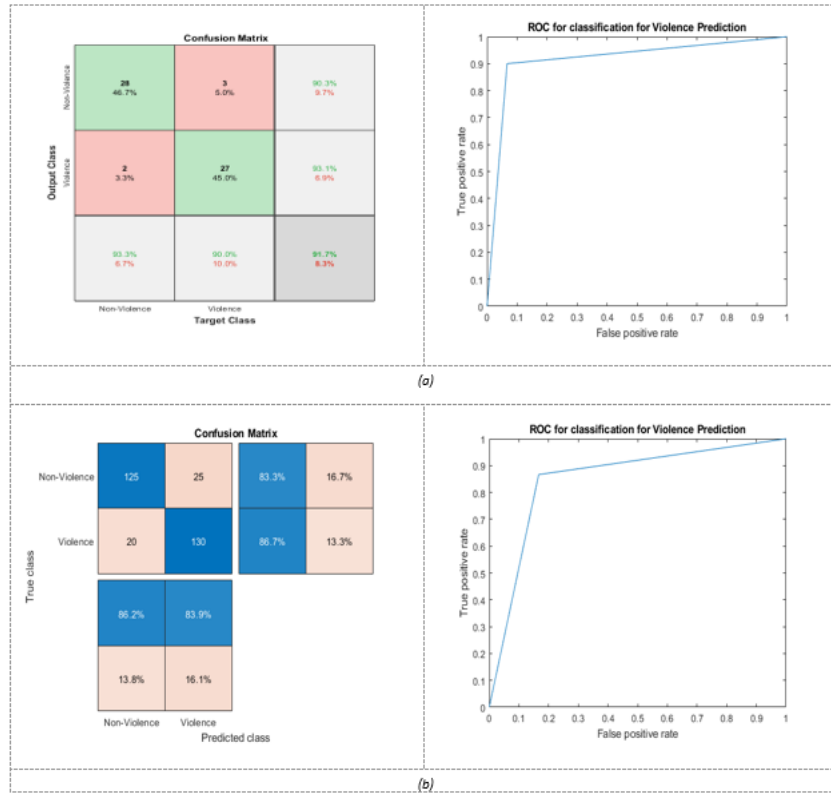 Confusion Matrix
Non-Violence
28
46.7%
3
5.0%
90.3%
9.7%
Output Class
Violence
2
3.3%
27
45.0%
93.1%
6.9%
93.3%
6.7%
90.0%
10.0%
91.7%
8.3%
Non-Violence Violence
Target Class
ROC for classification for Violence Prediction
True positive rate
1
0.9
0.8
0.7
0.6
0.5
0.4
0.3
0.2
0.1
0
0 0.1 0.2 0.3 0.4 0.5 0.6 0.7 0.8 0.9 1
False positive rate
(a)
Confusion Matrix
Non-Violence 125 25 83.3% 16.7%
Violence 20 130 86.7% 13.3%
True class
86.2% 83.9%
13.8% 16.1%
Non-Violence Violence
Predicted class
ROC for classification for Violence Prediction
True positive rate
1
0.9
0.8
0.7
0.6
0.5
0.4
0.3
0.2
0.1
0
0 0.1 0.2 0.3 0.4 0.5 0.6 0.7 0.8 0.9 1
False positive rate
(b)